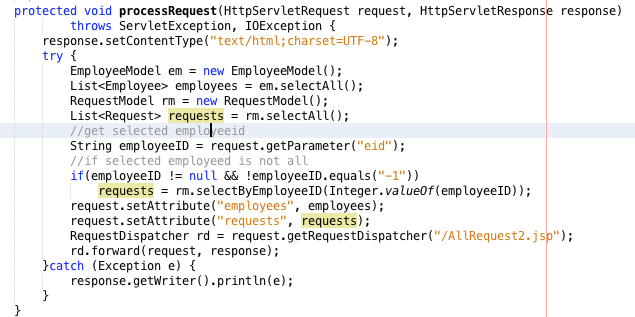 protected void processRequest(HttpServletRequest request, HttpServletResponse response)
        throws ServletException, IOException {
    response.setContentType("text/html;charset=UTF-8");
    try {
        EmployeeModel em = new EmployeeModel();
        List<Employee> employees = em.selectAll();
        RequestModel rm = new RequestModel();
        List<Request> requests = rm.selectAll();
        //get selected employeeid
        String employeeID = request.getParameter("eid");
        //if selected employeed is not all
        if(employeeID != null && !employeeID.equals("-1"))
            requests = rm.selectByEmployeeID(Integer.valueOf(employeeID));
        request.setAttribute("employees", employees);
        request.setAttribute("requests", requests);
        RequestDispatcher rd = request.getRequestDispatcher("/AllRequest2.jsp");
        rd.forward(request, response);
    }catch (Exception e) {
        response.getWriter().println(e);
    }
}